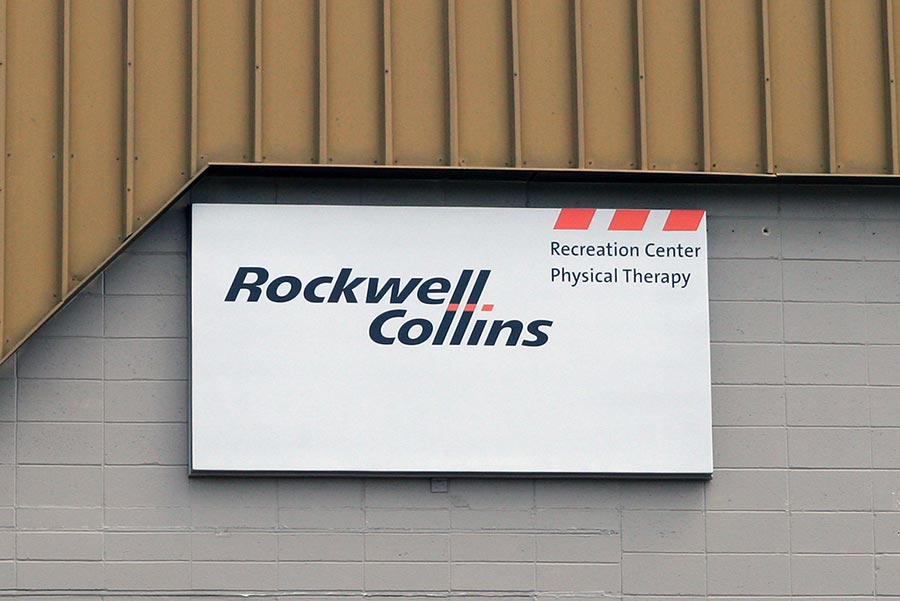 Recreation Center
Physical Therapy
Rockwell
Collins